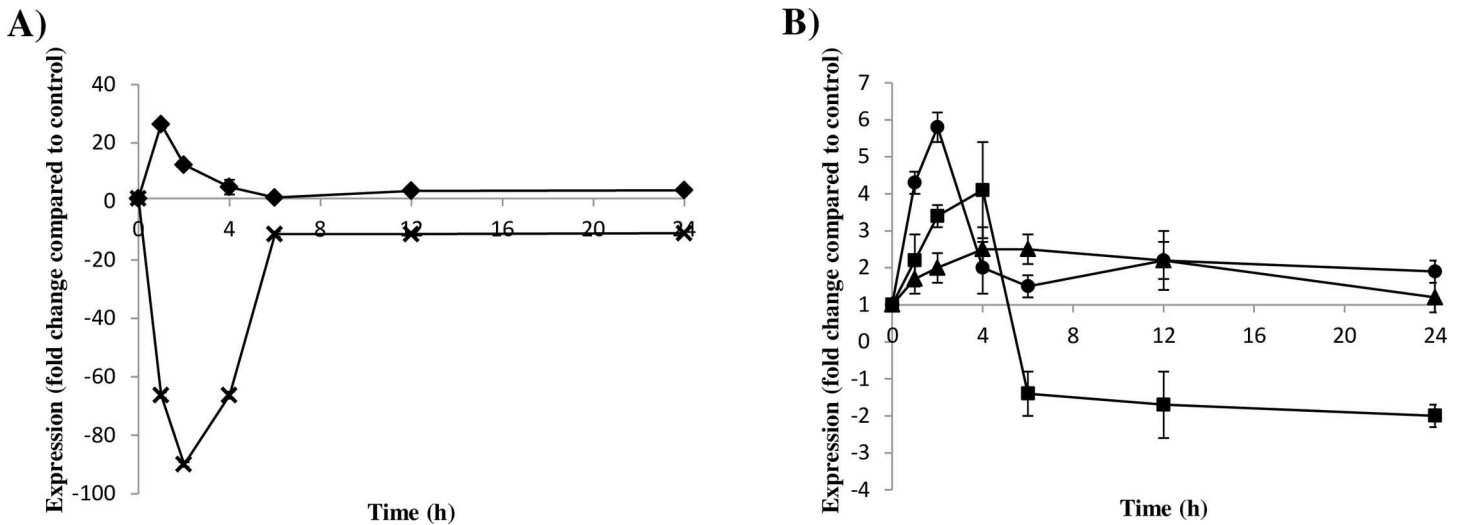 A)
Expression (fold change compared to control)
40
20
0
-20
-40
-60
-80
-100
0 4 8 12 16 20 24
Time (h)
B)
Expression (fold change compared to control)
7
6
5
4
3
2
1
0
-1
-2
-3
-4
0 4 8 12 16 20 24
Time (h)